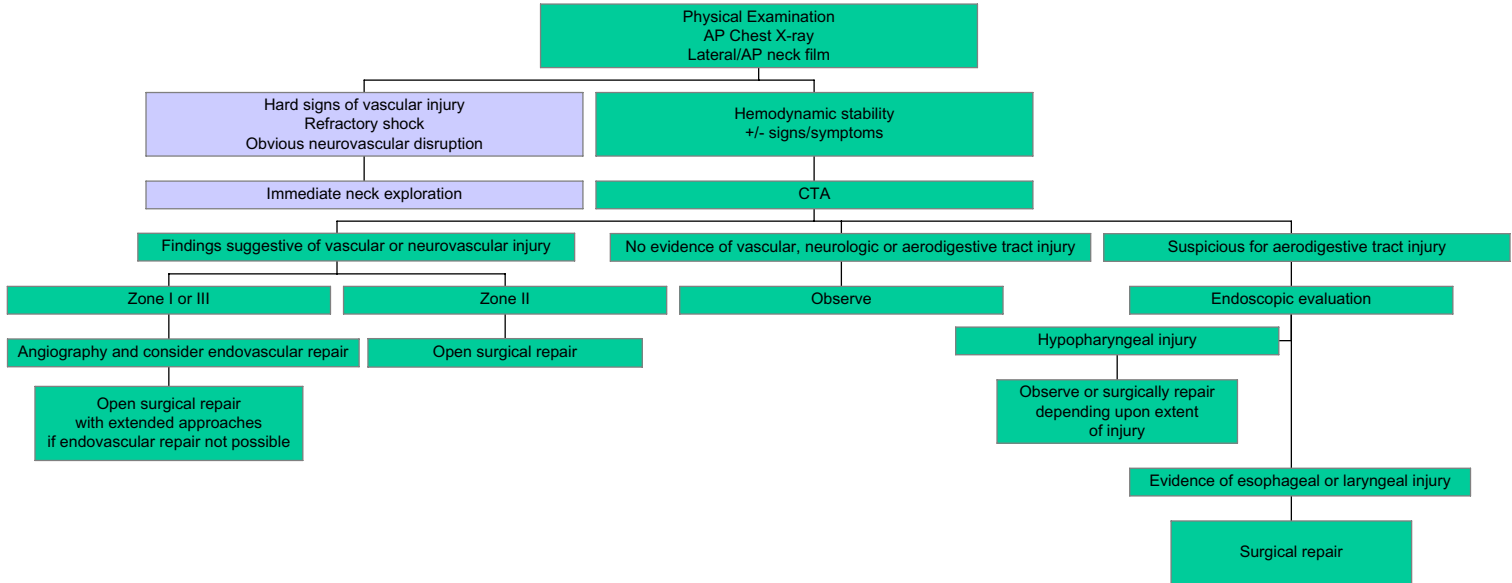 Physical Examination
AP Chest X-ray
Lateral/AP neck film
Hard signs of vascular injury
Refractory shock
Obvious neurovascular disruption
Hemodynamic stability
+/- signs/symptoms
Immediate neck exploration
CTA
Findings suggestive of vascular or neurovascular injury
No evidence of vascular, neurologic or aerodigestive tract injury
Suspicious for aerodigestive tract injury
Zone I or III
Zone II
Observe
Endoscopic evaluation
Angiography and consider endovascular repair
Open surgical repair
Hypopharyngeal injury
Open surgical repair
with extended approaches
if endovascular repair not possible
Observe or surgically repair
depending upon extent
of injury
Evidence of esophageal or laryngeal injury
Surgical repair